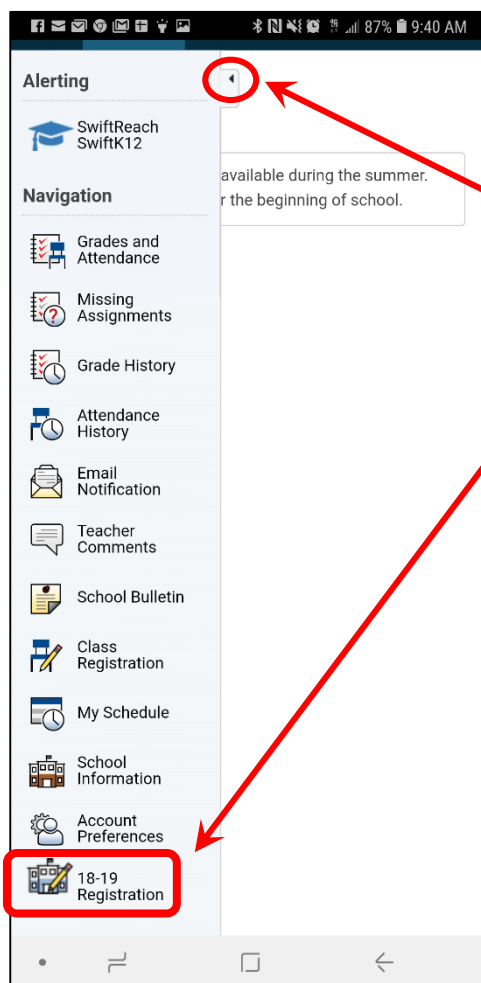 87% 9:40 AM
Alerting
SwiftReach
SwiftK12
available during the summer.
Navigation
r the beginning of school.
Grades and
Attendance
Missing
Assignments
Grade History
Attendance
History
Email
Notification
Teacher
Comments
School Bulletin
Class
Registration
My Schedule
School
Information
Account
Preferences
18-19
Registration